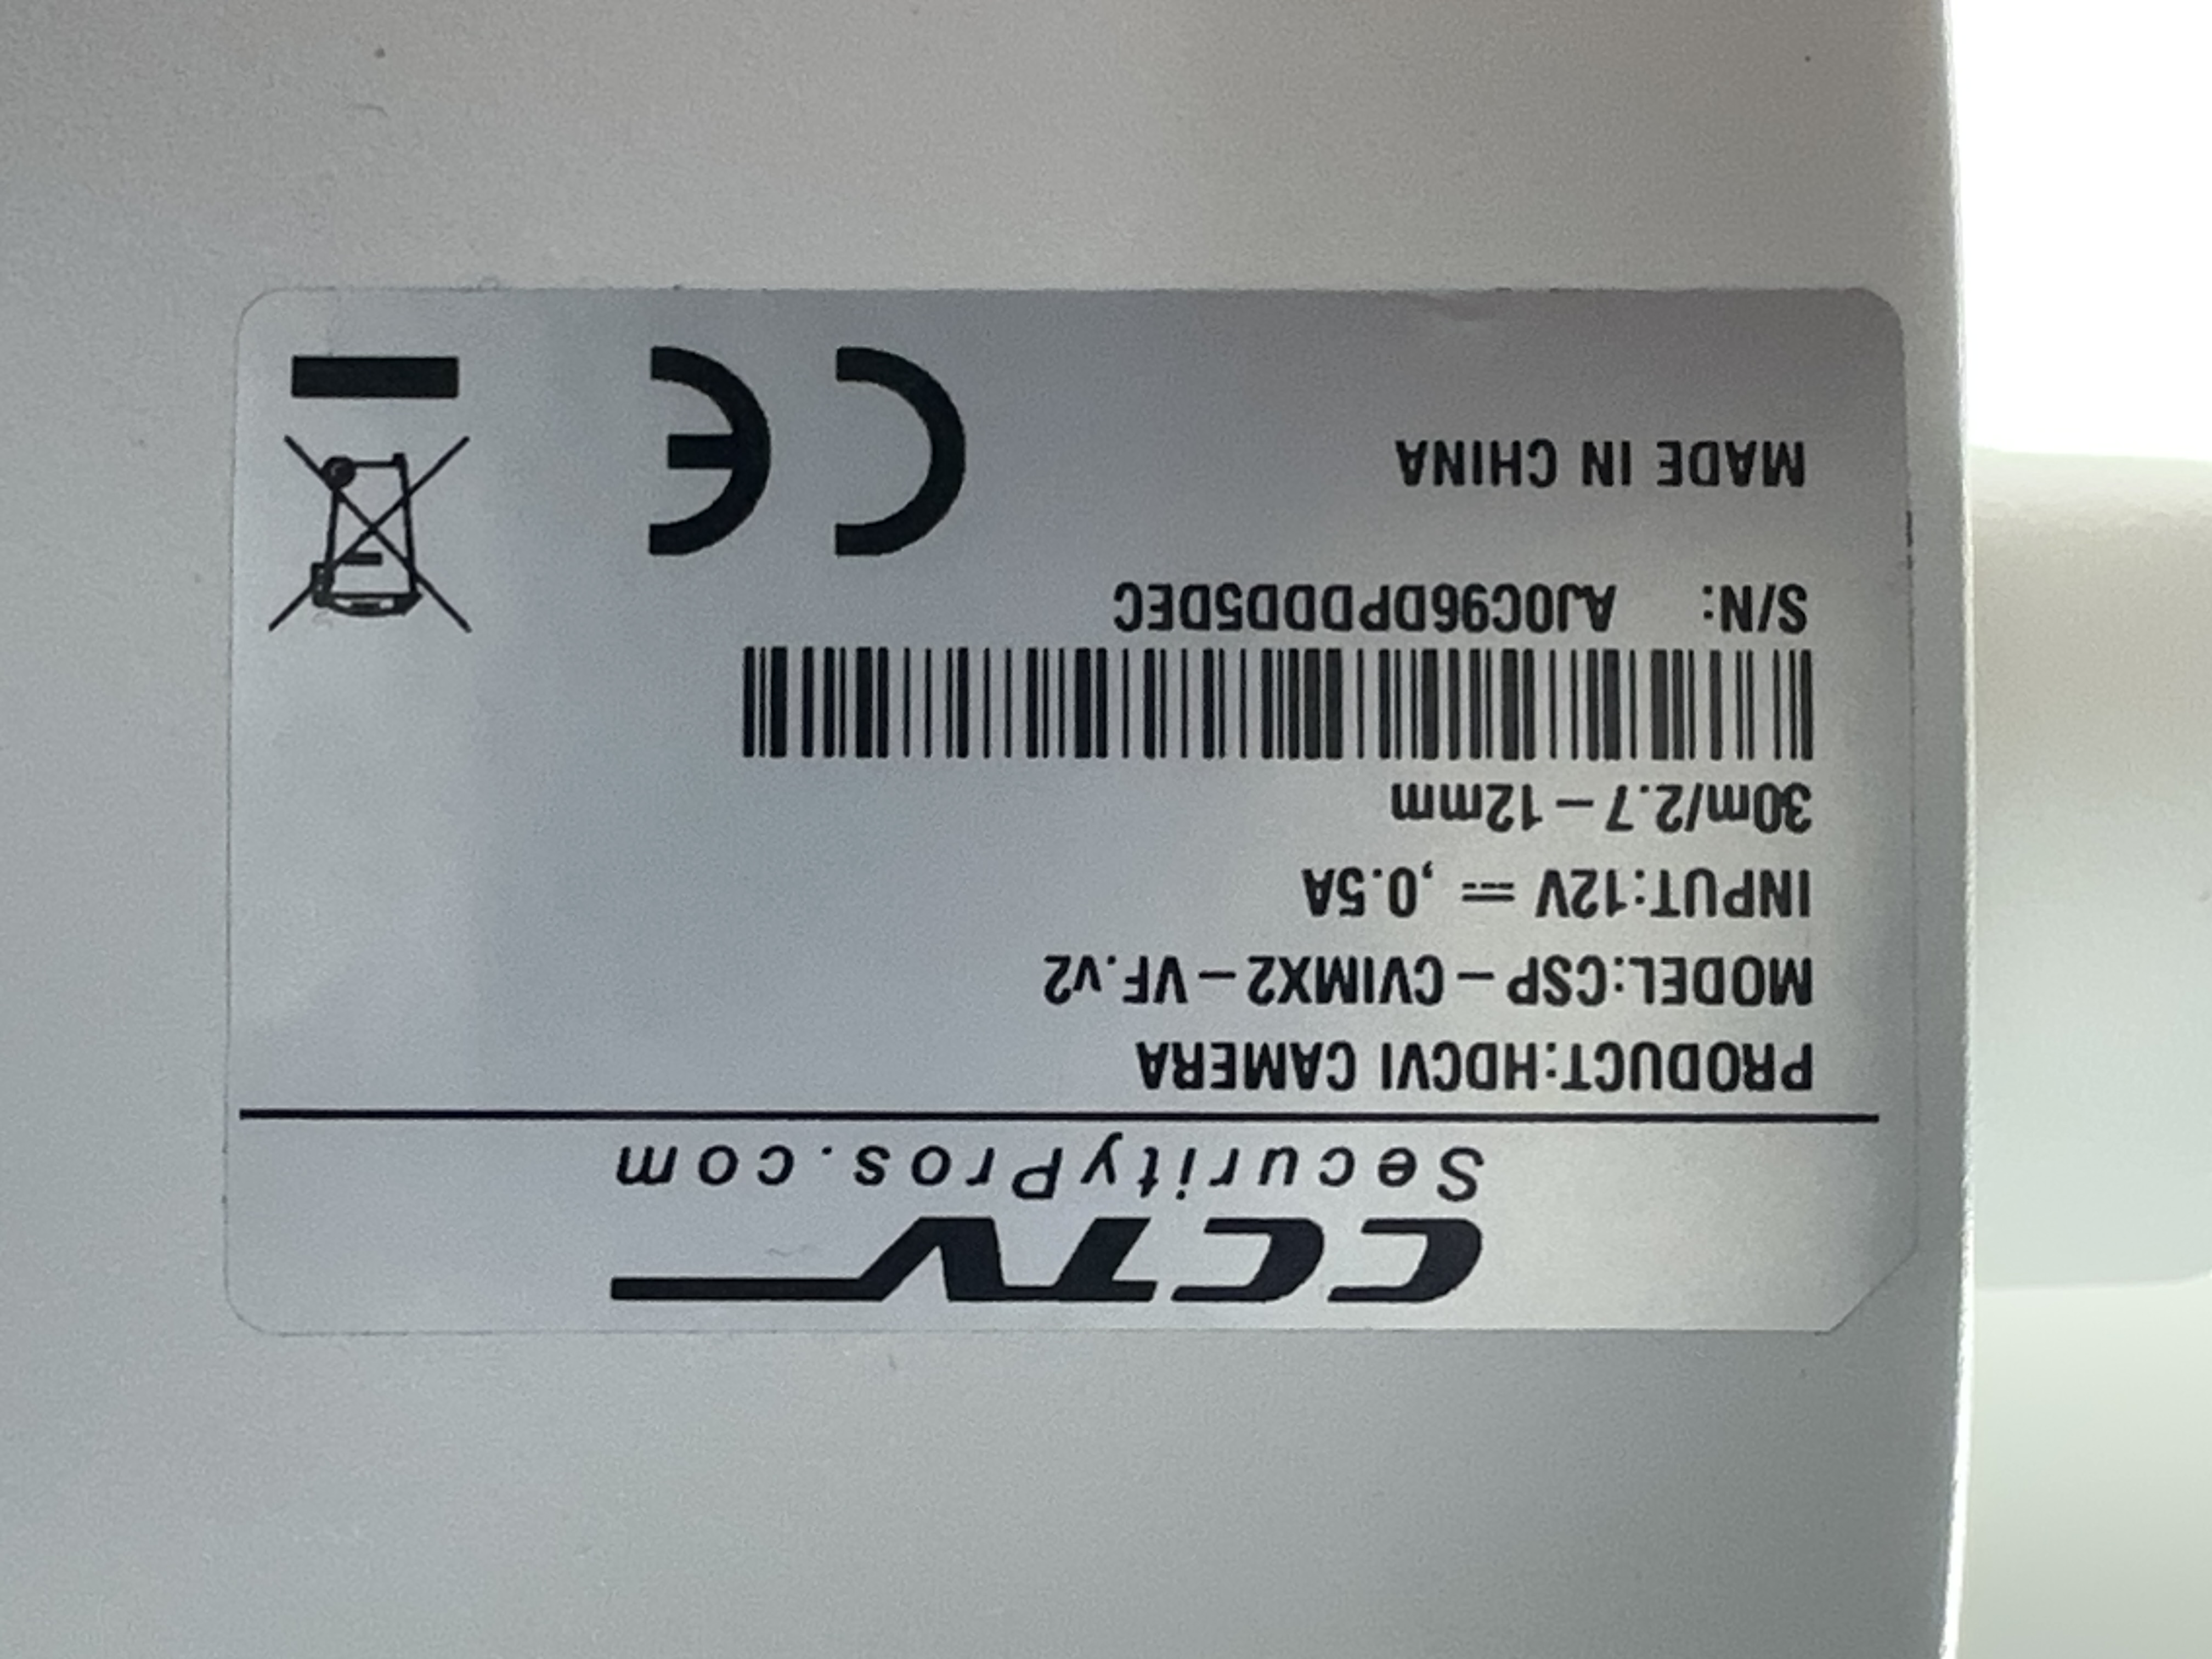 CCTV
SecurityPros.com
PRODUCT:HDCVI CAMERA
MODEL:CSP-CVIMX2-VF.v2
INPUT:12V ⎓ ,0.5A
30m/2.7-12mm
S/N: AJ0C96DPDDD5DEC
MADE IN CHINA
CE